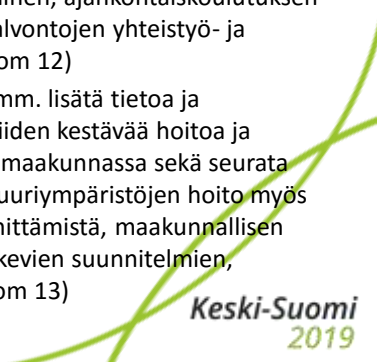 ajankohtaiskoulutuksen
alvontojen yhteistyö- ja
om 12)
mm. lisätä tietoa ja
iiden kestävää hoitoa ja
maakunnassa sekä seurata
uuriympäristöjen hoito myös
nittämistä, maakunnallisen
kevien suunnitelmien,
om 13)
Keski-Suomi
2019